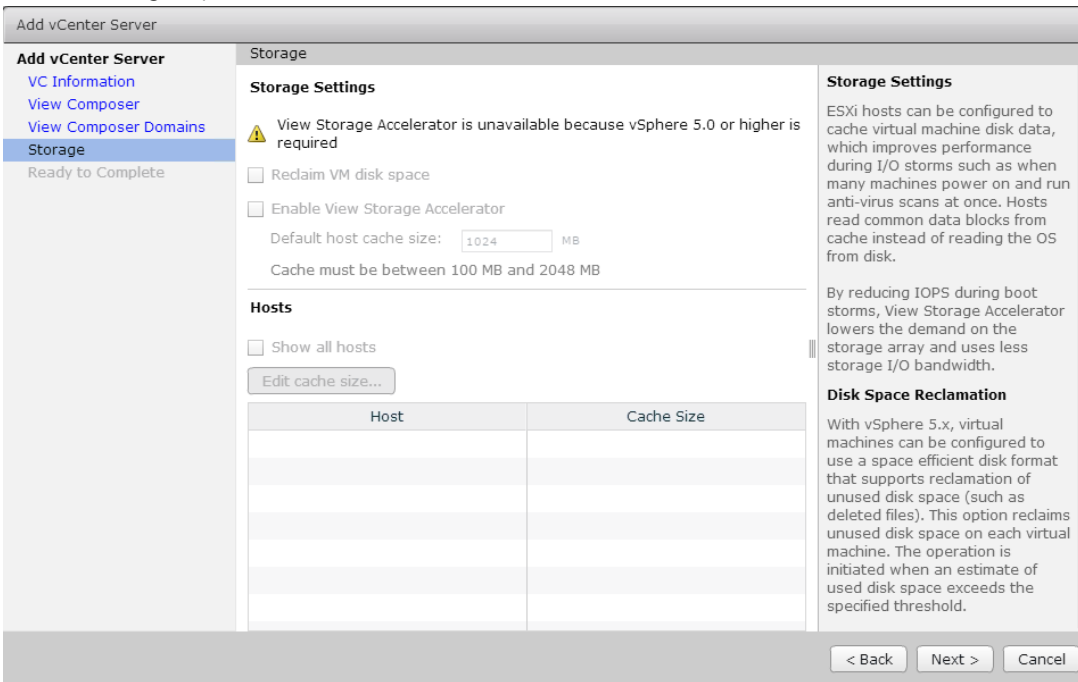 Add vCenter Server
Add vCenter Server
VC Information
View Composer
View Composer Domains
Storage
Ready to Complete
Storage
Storage Settings
View Storage Accelerator is unavailable because vSphere 5.0 or higher is
required
Reclaim VM disk space
Enable View Storage Accelerator
Default host cache size: 1024 MB
Cache must be between 100 MB and 2048 MB
Hosts
Show all hosts
Edit cache size...
Host Cache Size
Storage Settings
ESXi hosts can be configured to
cache virtual machine disk data,
which improves performance
during I/O storms such as when
many machines power on and run
anti-virus scans at once. Hosts
read common data blocks from
cache instead of reading the OS
from disk.
By reducing IOPS during boot
storms, View Storage Accelerator
lowers the demand on the
storage array and uses less
storage I/O bandwidth.
Disk Space Reclamation
With vSphere 5.x, virtual
machines can be configured to
use a space efficient disk format
that supports reclamation of
unused disk space (such as
deleted files). This option reclaims
unused disk space on each virtual
machine. The operation is
initiated when an estimate of
used disk space exceeds the
specified threshold.
< Back Next > Cancel